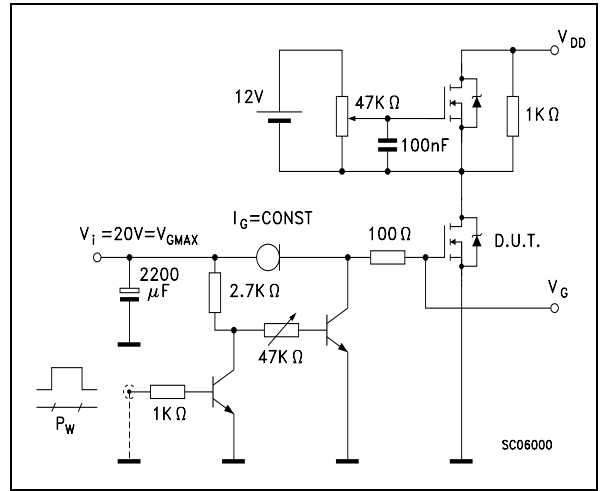 V_DD
12V
47K Ω
100nF
1K Ω
I_G=CONST
V_i =20V=V_GMAX
100 Ω
D.U.T.
2200
μF
2.7K Ω
V_G
47K Ω
1K Ω
P_W
SC06000